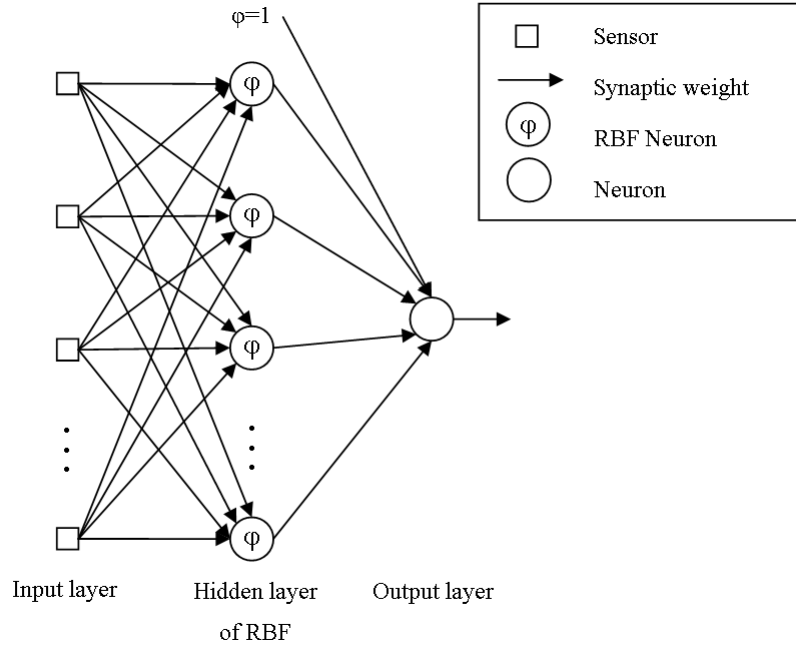 φ=1
Sensor
Synaptic weight
φ
RBF Neuron
Neuron
φ
φ
φ
φ
Input layer
Hidden layer
of RBF
Output layer